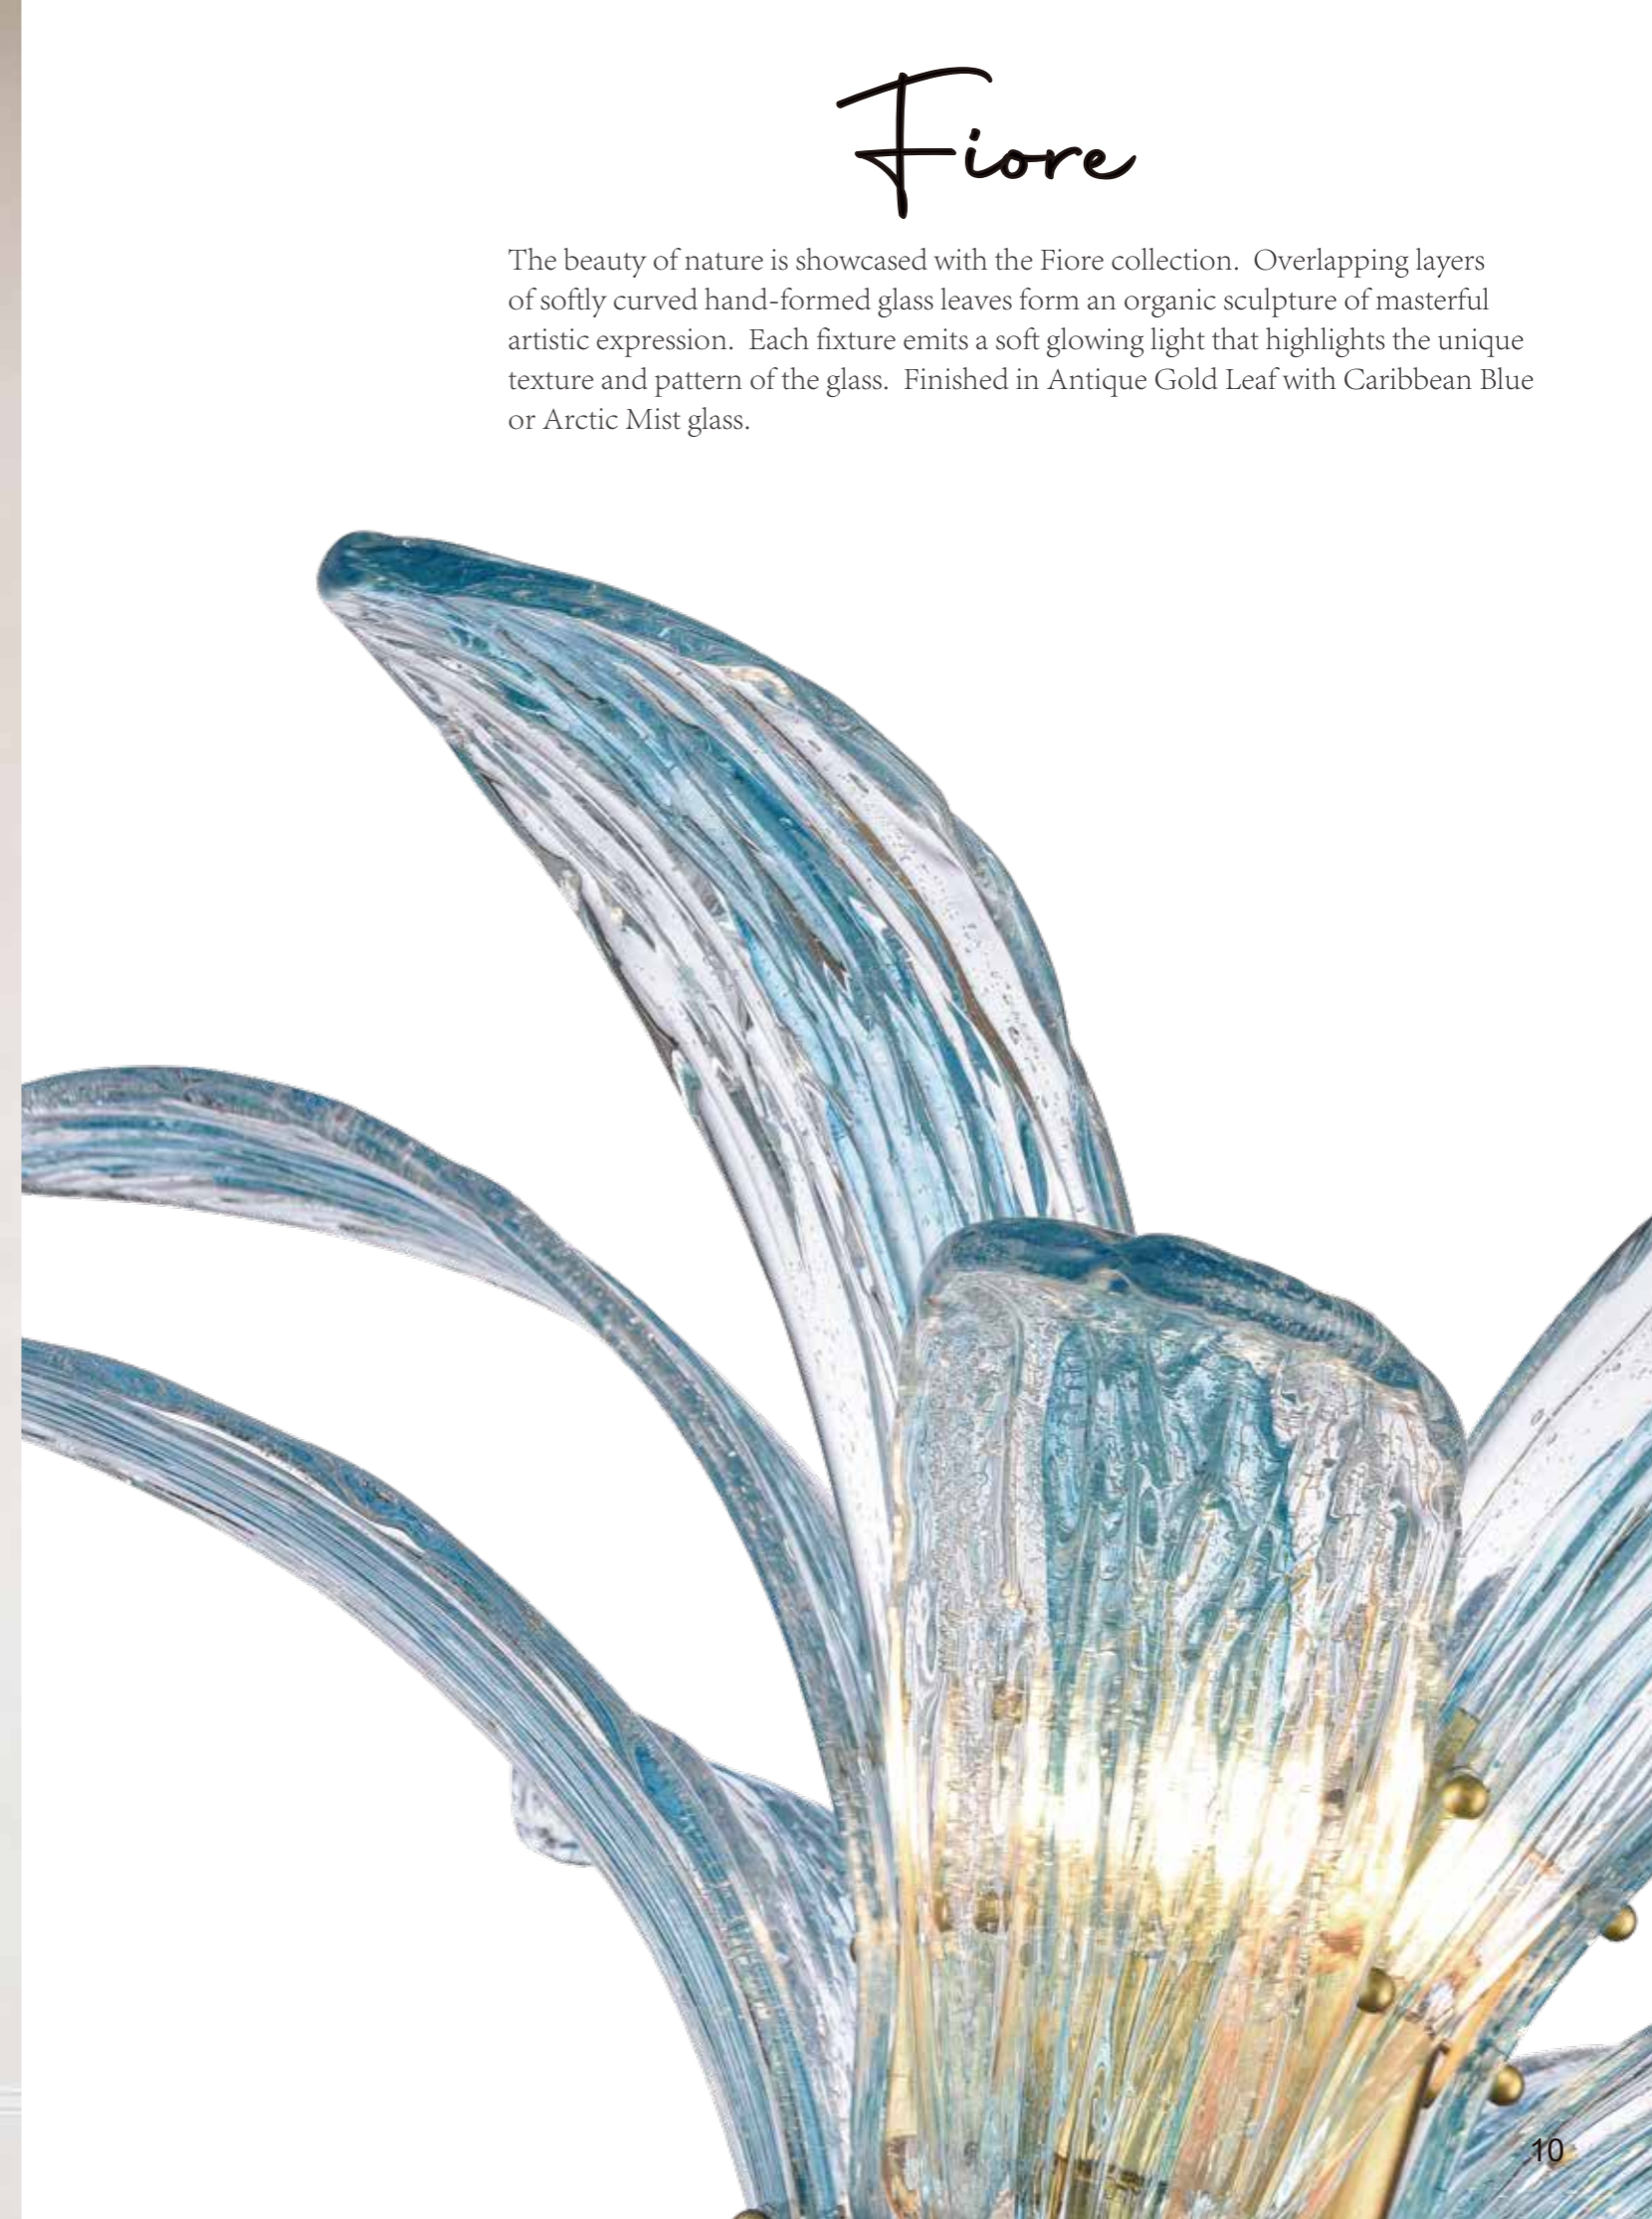 Fiore
The beauty of nature is showcased with the Fiore collection.  Overlapping layers
of softly curved hand-formed glass leaves form an organic sculpture of masterful
artistic expression.  Each fixture emits a soft glowing light that highlights the unique
texture and pattern of the glass.  Finished in Antique Gold Leaf with Caribbean Blue
or Arctic Mist glass.
10